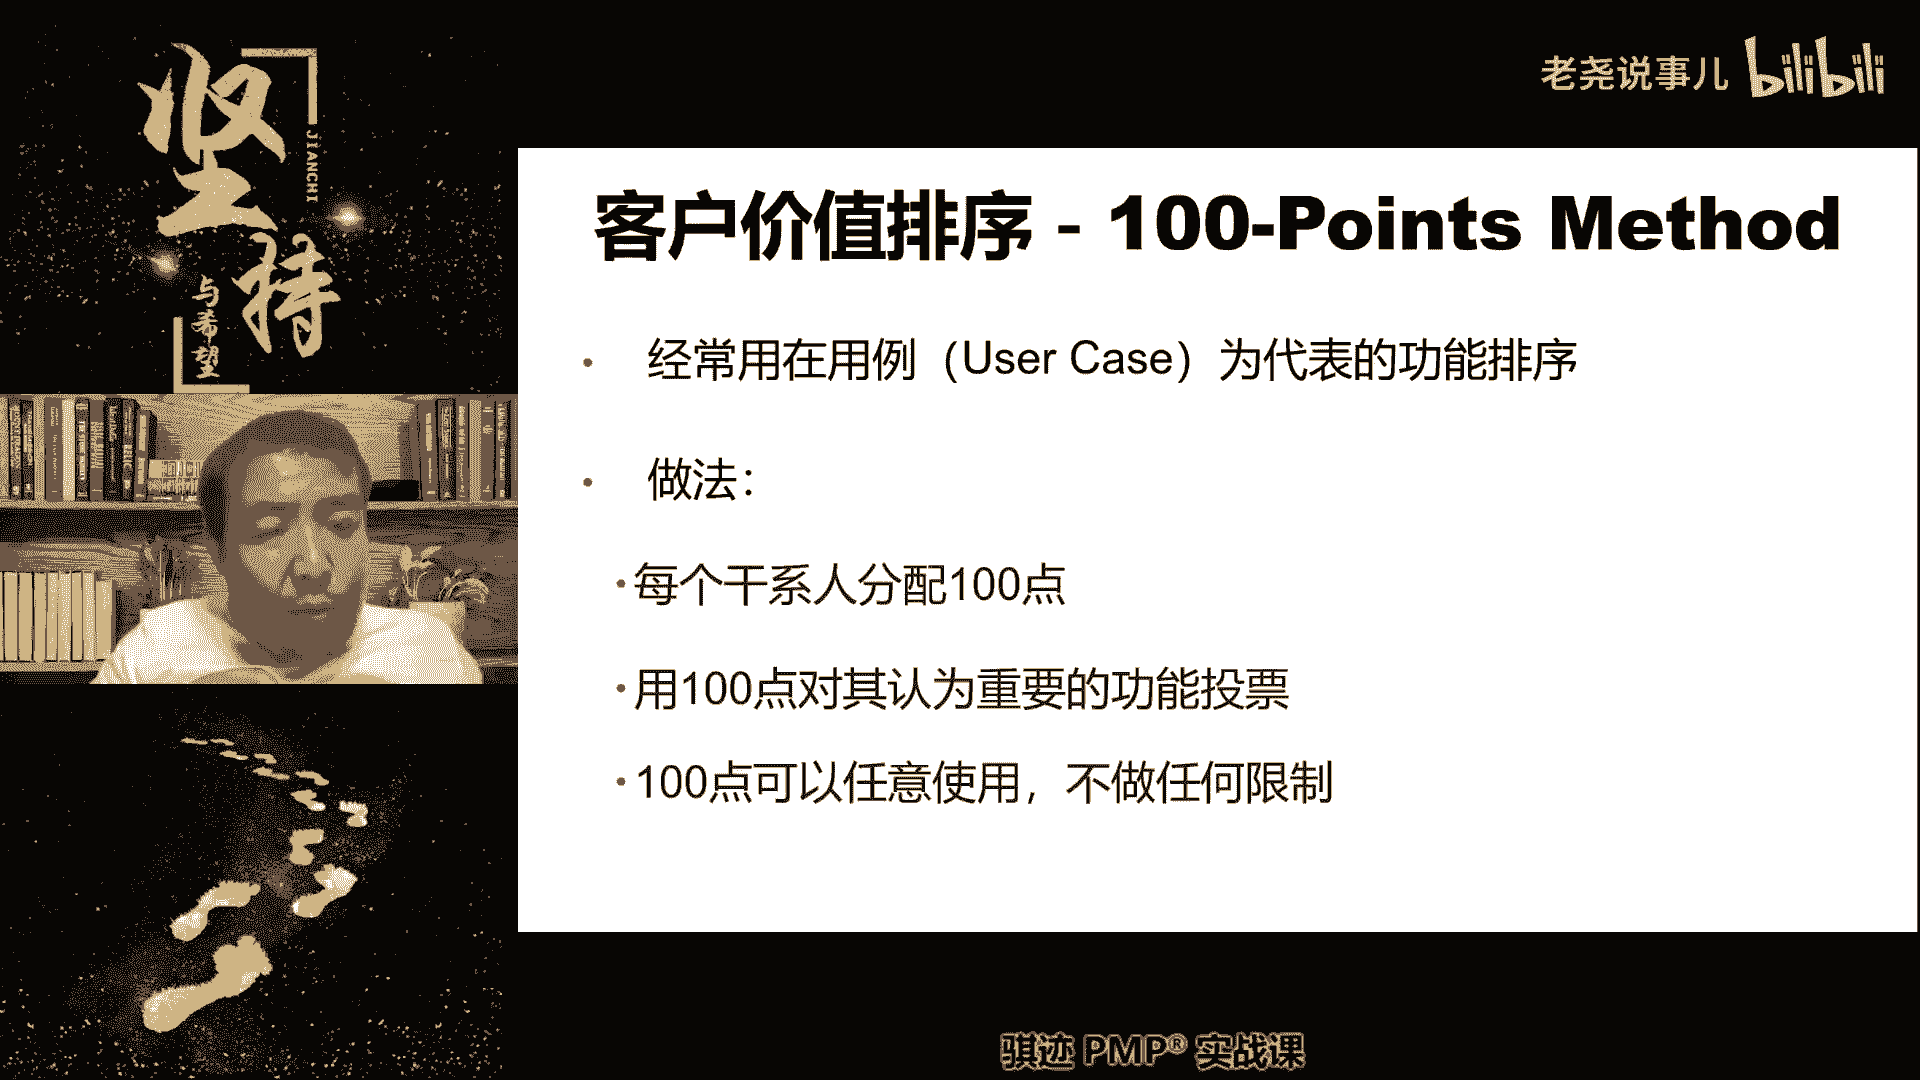 坚持
JIANCHI
与希望
老尧说事儿 bilibili
客户价值排序 - 100-Points Method
• 经常用在用例（User Case）为代表的功能排序
• 做法：
• 每个干系人分配100点
• 用100点对其认为重要的功能投票
• 100点可以任意使用，不做任何限制
骐迹 PMP® 实战课